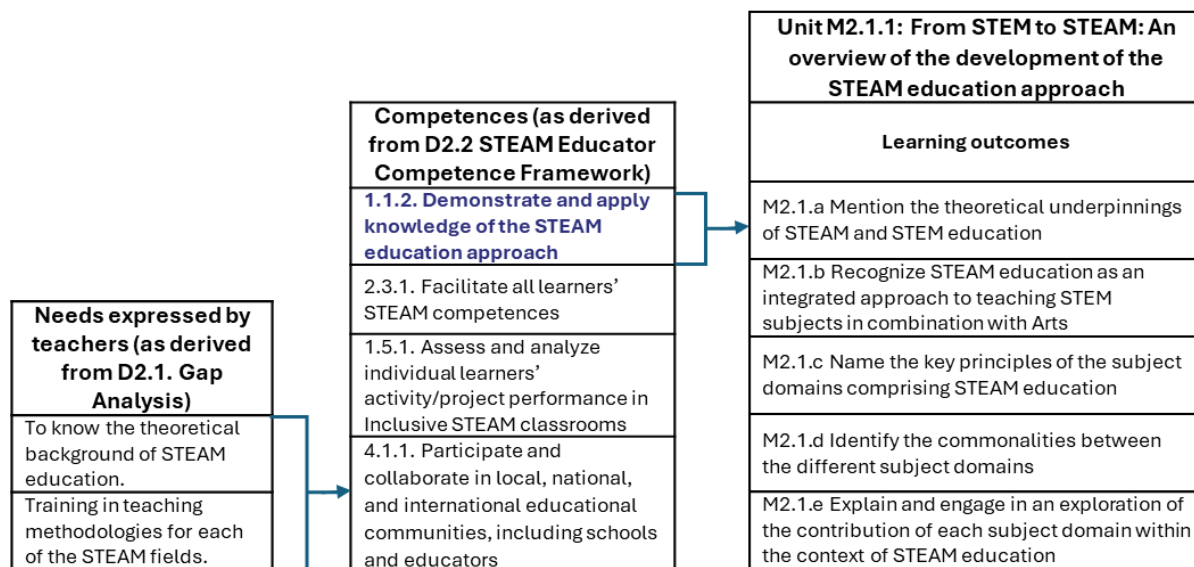 Needs expressed by
teachers (as derived
from D2.1. Gap
Analysis)
To know the theoretical
background of STEAM
education.
Training in teaching
methodologies for each
of the STEAM fields.
Competences (as derived
from D2.2 STEAM Educator
Competence Framework)
1.1.2. Demonstrate and apply
knowledge of the STEAM
education approach
2.3.1. Facilitate all learners’
STEAM competences
1.5.1. Assess and analyze
individual learners’
activity/project performance in
Inclusive STEAM classrooms
4.1.1. Participate and
collaborate in local, national,
and international educational
communities, including schools
and educators
Unit M2.1.1: From STEM to STEAM: An
overview of the development of the
STEAM education approach
Learning outcomes
M2.1.a Mention the theoretical underpinnings
of STEAM and STEM education
M2.1.b Recognize STEAM education as an
integrated approach to teaching STEM
subjects in combination with Arts
M2.1.c Name the key principles of the subject
domains comprising STEAM education
M2.1.d Identify the commonalities between
the different subject domains
M2.1.e Explain and engage in an exploration of
the contribution of each subject domain within
the context of STEAM education